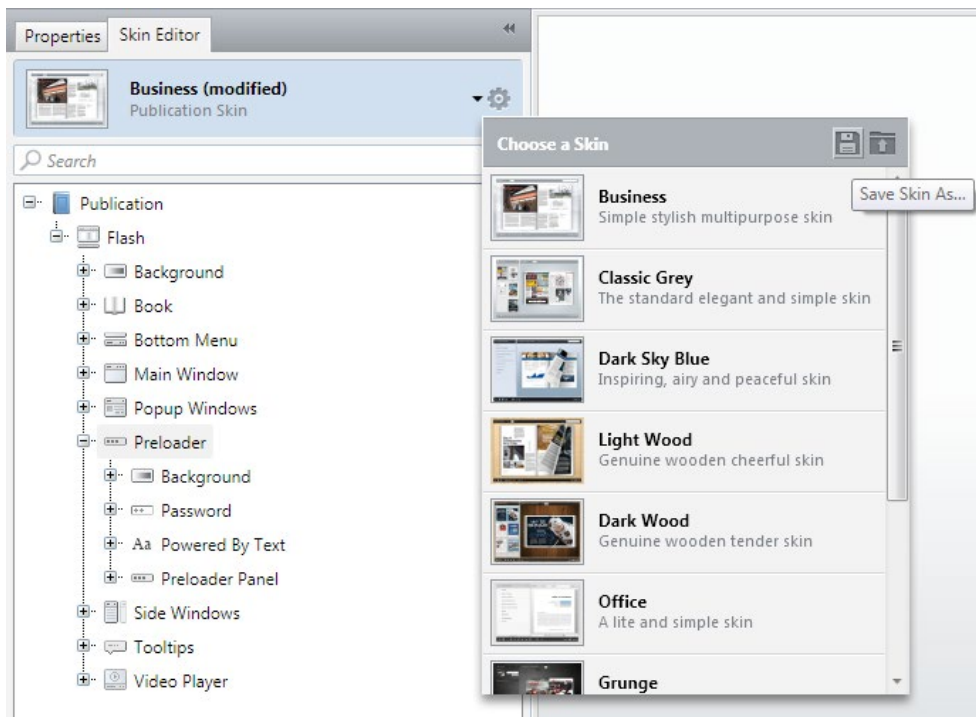 Properties
Skin Editor
Business (modified)
Publication Skin
Search
Publication
Flash
Background
Book
Bottom Menu
Main Window
Popup Windows
Preloader
Background
Password
Aa Powered By Text
Preloader Panel
Side Windows
Tooltips
Video Player
Choose a Skin
Save Skin As...
Business
Simple stylish multipurpose skin
Classic Grey
The standard elegant and simple skin
Dark Sky Blue
Inspiring, airy and peaceful skin
Light Wood
Genuine wooden cheerful skin
Dark Wood
Genuine wooden tender skin
Office
A lite and simple skin
Grunge